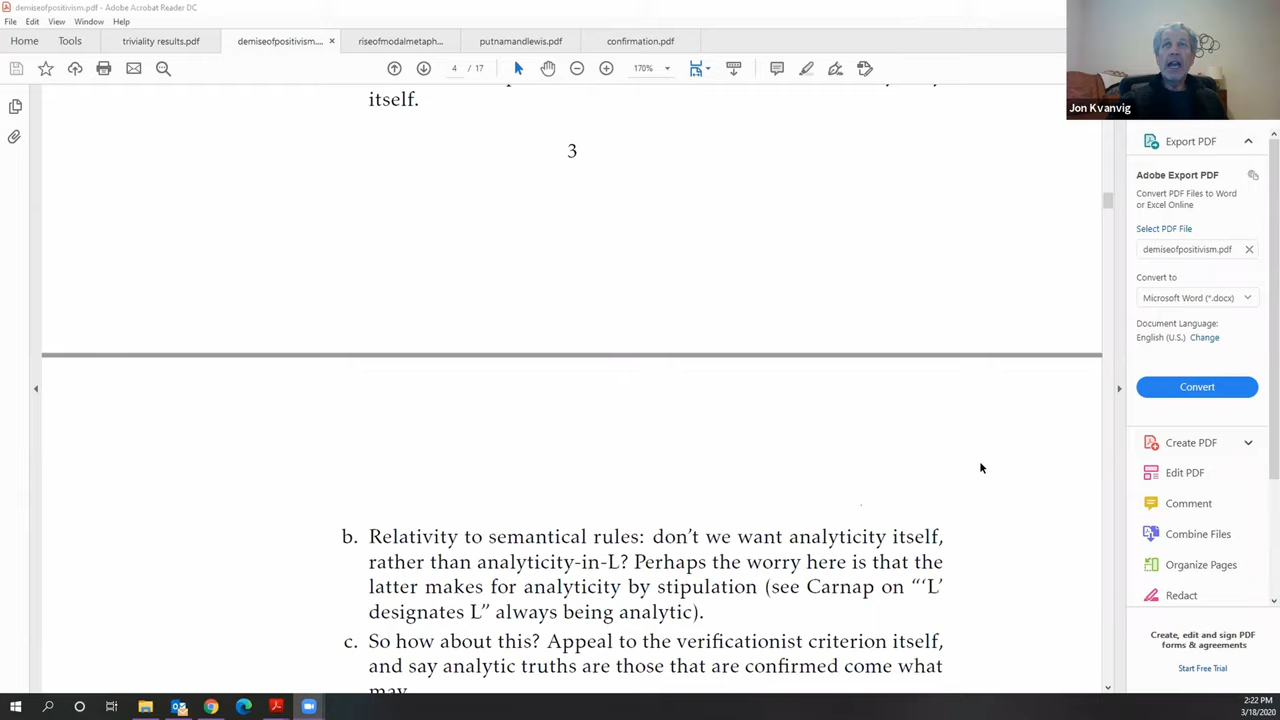 demiseofpositivism.pdf - Adobe Acrobat Reader DC
File Edit View Window Help
Home Tools triviality results.pdf demiseofpositivism.... × riseofmodalmetaph... putnamandlewis.pdf confirmation.pdf
4 / 17 170%
Jon Kvanvig
itself.
3
b. Relativity to semantical rules: don't we want analyticity itself,
rather than analyticity-in-L? Perhaps the worry here is that the
latter makes for analyticity by stipulation (see Carnap on "'L'
designates L" always being analytic).
c. So how about this? Appeal to the verificationist criterion itself,
and say analytic truths are those that are confirmed come what
may.
Export PDF
Adobe Export PDF
Convert PDF Files to Word
or Excel Online
Select PDF File
demiseofpositivism.pdf
Convert to
Microsoft Word (*.docx)
Document Language:
English (U.S.) Change
Convert
Create PDF
Edit PDF
Comment
Combine Files
Organize Pages
Redact
Create, edit and sign PDF
forms & agreements
Start Free Trial
2:22 PM
3/18/2020